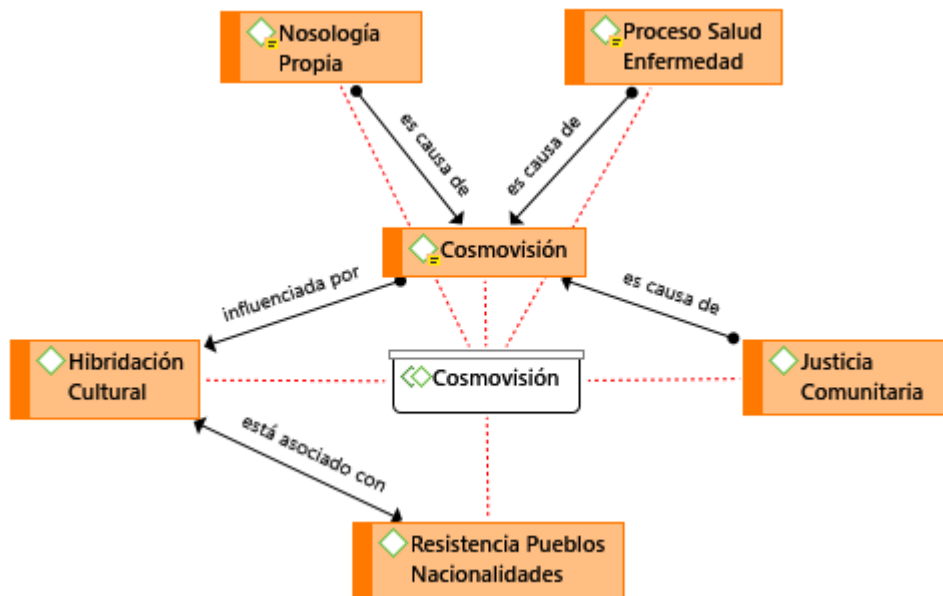 Nosología
Propia
Proceso Salud
Enfermedad
es causa de
es causa de
Cosmovisión
influenciada por
es causa de
Hibridación
Cultural
Cosmovisión
Justicia
Comunitaria
está asociado con
Resistencia Pueblos
Nacionalidades